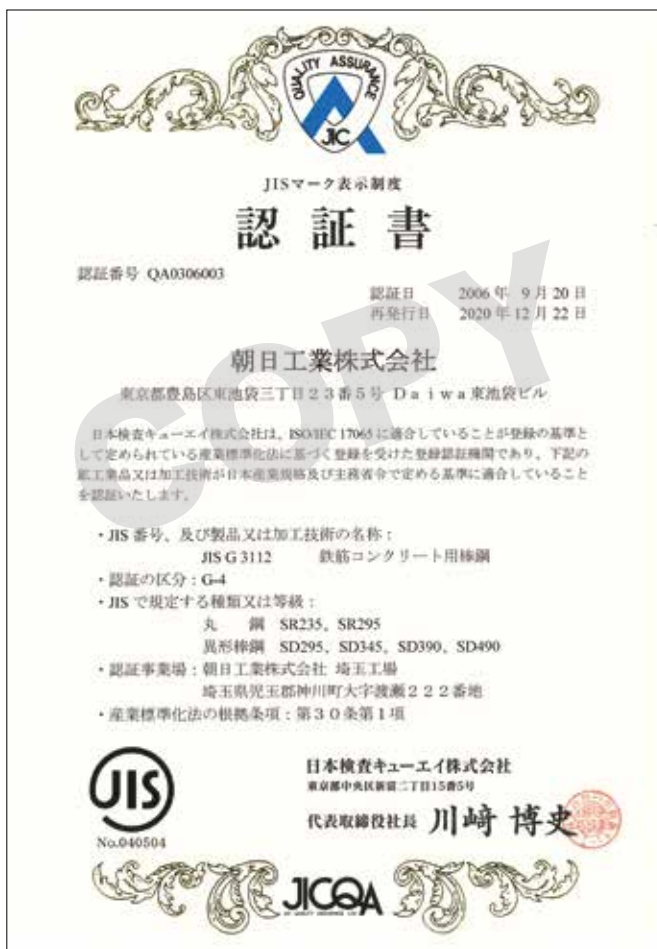 QUALITY ASSURANCE
JIC
JISマーク表示制度
認証書
認証番号 QA0306003
認証日 2006年 9月20日
再発行日 2020年12月22日
朝日工業株式会社
東京都豊島区東池袋三丁目23番5号 Daiwa東池袋ビル
日本検査キューエイ株式会社は、ISO/IEC 17065に適合していることが登録の基準と
して定められている産業標準化法に基づく登録を受けた登録認証機関であり、下記の
鉱工業品又は加工技術が日本産業規格及び主務省令で定める基準に適合していること
を認証いたします。
・JIS番号、及び製品又は加工技術の名称：
JIS G 3112 鉄筋コンクリート用棒鋼
・認証の区分：G-4
・JISで規定する種類又は等級：
丸 鋼 SR235、SR295
異形棒鋼 SD295、SD345、SD390、SD490
・認証事業場：朝日工業株式会社 埼玉工場
埼玉県児玉郡神川町大字渡瀬222番地
・産業標準化法の根拠条項：第30条第1項
COPY
JIS
No.040504
日本検査キューエイ株式会社
東京都中央区新富二丁目15番5号
代表取締役社長 川﨑 博史
JICQA